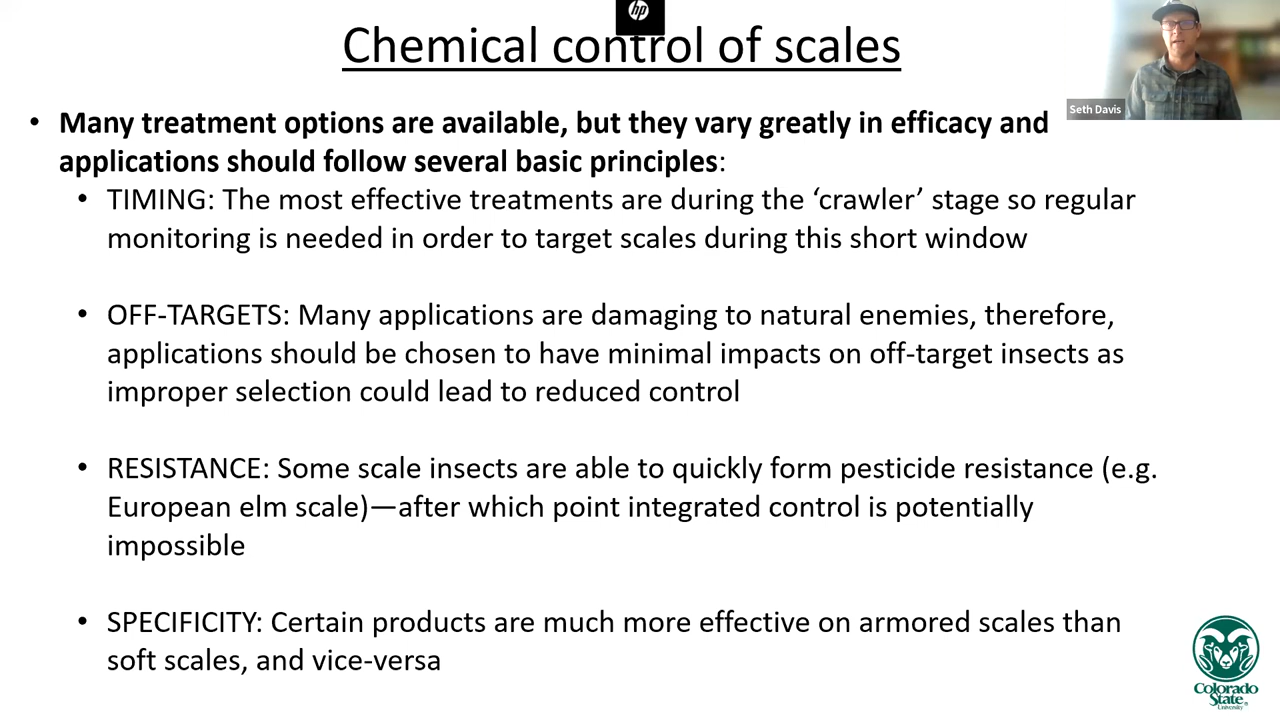 hp
Chemical control of scales
Seth Davis
• Many treatment options are available, but they vary greatly in efficacy and
applications should follow several basic principles:
• TIMING: The most effective treatments are during the ‘crawler’ stage so regular
monitoring is needed in order to target scales during this short window
• OFF-TARGETS: Many applications are damaging to natural enemies, therefore,
applications should be chosen to have minimal impacts on off-target insects as
improper selection could lead to reduced control
• RESISTANCE: Some scale insects are able to quickly form pesticide resistance (e.g.
European elm scale)—after which point integrated control is potentially
impossible
• SPECIFICITY: Certain products are much more effective on armored scales than
soft scales, and vice-versa
Colorado
State
University